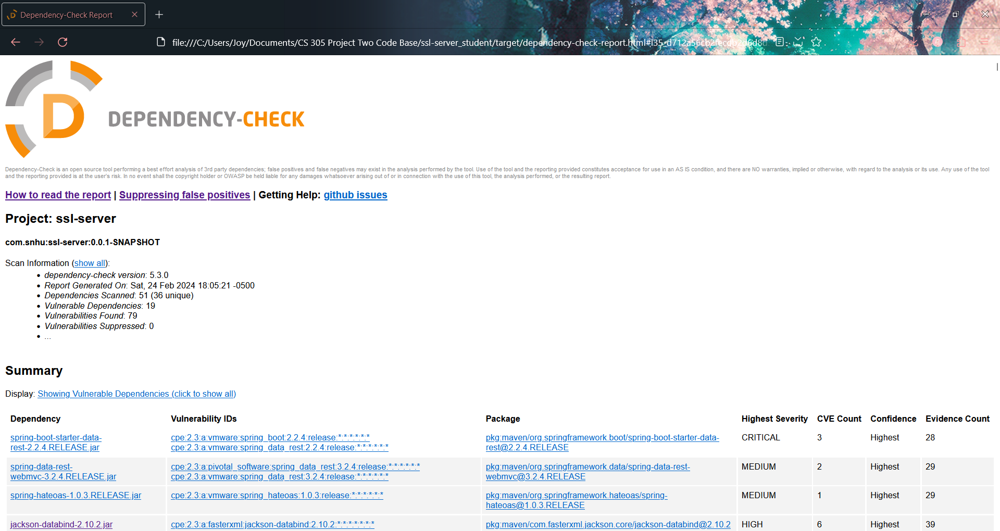 Dependency-Check Report
file:///C:/Users/Joy/Documents/CS 305 Project Two Code Base/ssl-server_student/target/dependency-check-report.html#l35_d712a56cb2fecdb2d6d8d
DEPENDENCY-CHECK
Dependency-Check is an open source tool performing a best effort analysis of 3rd party dependencies; false positives and false negatives may exist in the analysis performed by the tool. Use of the tool and the reporting provided constitutes acceptance for use in an AS IS condition, and there are NO warranties, implied or otherwise, with regard to the analysis or its use. Any use of the tool
and the reporting provided is at the user's risk. In no event shall the copyright holder or OWASP be held liable for any damages whatsoever arising out of or in connection with the use of this tool, the analysis performed, or the resulting report.
How to read the report | Suppressing false positives | Getting Help: github issues
Project: ssl-server
com.snhu:ssl-server:0.0.1-SNAPSHOT
Scan Information (show all):
• dependency-check version: 5.3.0
• Report Generated On: Sat, 24 Feb 2024 18:05:21 -0500
• Dependencies Scanned: 51 (36 unique)
• Vulnerable Dependencies: 19
• Vulnerabilities Found: 79
• Vulnerabilities Suppressed: 0
• ...
Summary
Display: Showing Vulnerable Dependencies (click to show all)
Dependency Vulnerability IDs Package Highest Severity CVE Count Confidence Evidence Count
spring-boot-starter-data- cpe:2.3:a:vmware:spring_boot:2.2.4:release:*:*:*:*:*:* pkg:maven/org.springframework.boot/spring-boot-starter-data- CRITICAL 3 Highest 28
rest-2.2.4.RELEASE.jar cpe:2.3:a:vmware:spring_data_rest:2.2.4:release:*:*:*:*:*:* rest@2.2.4.RELEASE
spring-data-rest- cpe:2.3:a:pivotal_software:spring_data_rest:3.2.4:release:*:*:*:*:*:* pkg:maven/org.springframework.data/spring-data-rest- MEDIUM 2 Highest 29
webmvc-3.2.4.RELEASE.jar cpe:2.3:a:vmware:spring_data_rest:3.2.4:release:*:*:*:*:*:* webmvc@3.2.4.RELEASE
spring-hateoas-1.0.3.RELEASE.jar cpe:2.3:a:vmware:spring_hateoas:1.0.3:release:*:*:*:*:*:* pkg:maven/org.springframework.hateoas/spring- MEDIUM 1 Highest 29
hateoas@1.0.3.RELEASE
jackson-databind-2.10.2.jar cpe:2.3:a:fasterxml:jackson-databind:2.10.2:*:*:*:*:*:*:* pkg:maven/com.fasterxml.jackson.core/jackson-databind@2.10.2 HIGH 6 Highest 39